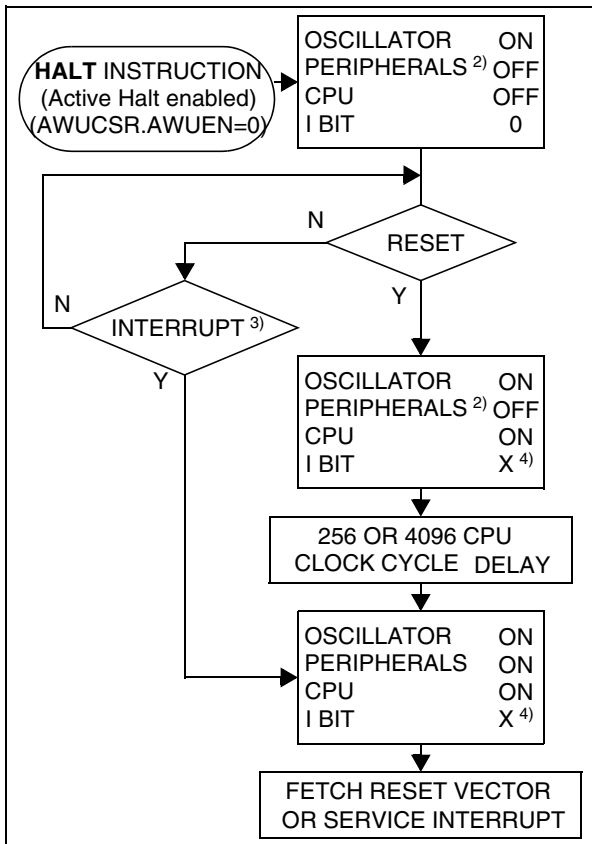 HALT INSTRUCTION
(Active Halt enabled)
(AWUCSR.AWUEN=0)
OSCILLATOR ON
PERIPHERALS 2) OFF
CPU OFF
I BIT 0
RESET
N
Y
INTERRUPT 3)
N
Y
OSCILLATOR ON
PERIPHERALS 2) OFF
CPU ON
I BIT X 4)
256 OR 4096 CPU
CLOCK CYCLE DELAY
OSCILLATOR ON
PERIPHERALS ON
CPU ON
I BIT X 4)
FETCH RESET VECTOR
OR SERVICE INTERRUPT